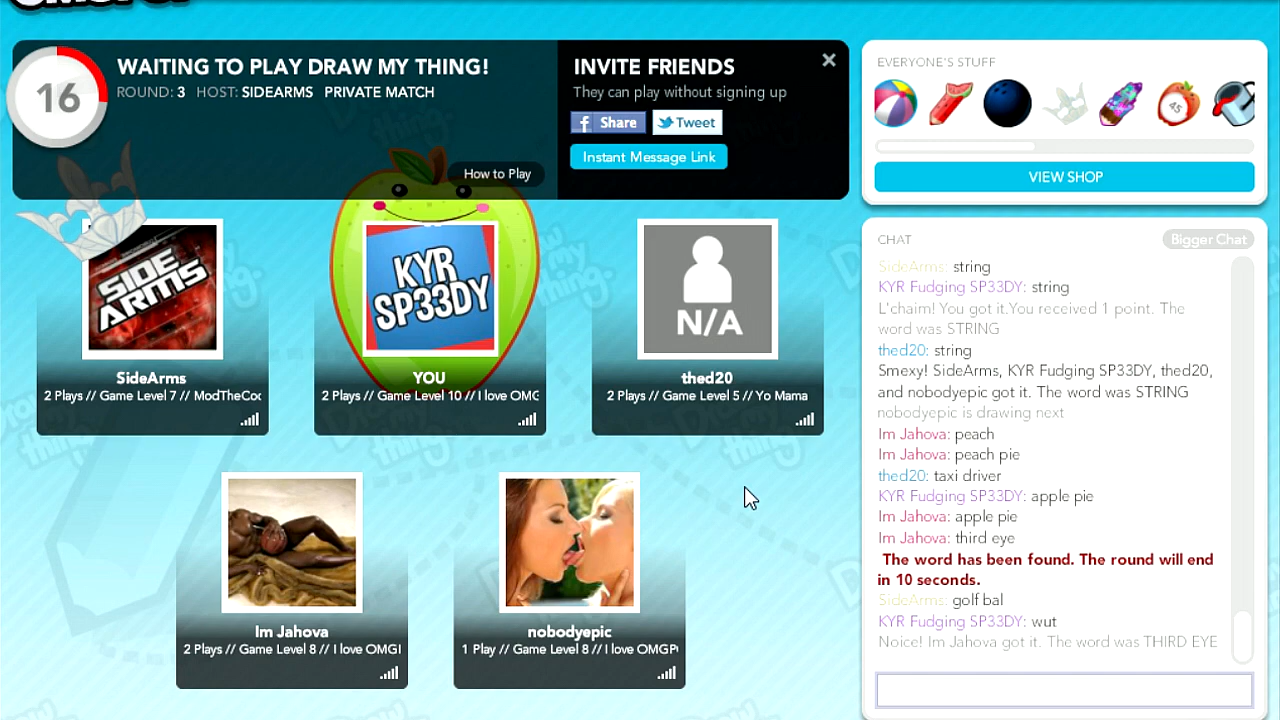 16
WAITING TO PLAY DRAW MY THING!
ROUND: 3 HOST: SIDEARMS PRIVATE MATCH
How to Play
INVITE FRIENDS
They can play without signing up
f Share
Tweet
Instant Message Link
EVERYONE'S STUFF
45
VIEW SHOP
SIDE
ARMS
SideArms
2 Plays // Game Level 7 // ModTheCo
KYR
SP33DY
YOU
2 Plays // Game Level 10 // I love OMG
N/A
thed20
2 Plays // Game Level 5 // Yo Mama
Im Jahova
2 Plays // Game Level 8 // I love OMG
nobodyepic
1 Play // Game Level 8 // I love OMGP
CHAT
Bigger Chat
SideArms: string
KYR Fudging SP33DY: string
L'chaim! You got it.You received 1 point. The
word was STRING
thed20: string
Smexy! SideArms, KYR Fudging SP33DY, thed20,
and nobodyepic got it. The word was STRING
nobodyepic is drawing next
Im Jahova: peach
Im Jahova: peach pie
thed20: taxi driver
KYR Fudging SP33DY: apple pie
Im Jahova: apple pie
Im Jahova: third eye
The word has been found. The round will end
in 10 seconds.
SideArms: golf bal
KYR Fudging SP33DY: wut
Noice! Im Jahova got it. The word was THIRD EYE